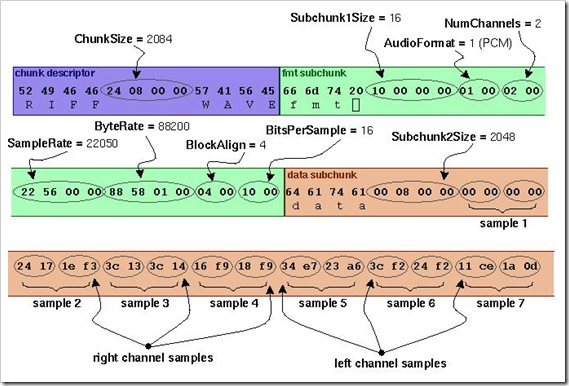 ChunkSize = 2084
Subchunk1Size = 16
NumChannels = 2
AudioFormat = 1 (PCM)
chunk descriptor
fmt subchunk
52 49 46 46 24 08 00 00 57 41 56 45 66 6d 74 20 10 00 00 00 01 00 02 00
R I F F W A V E f m t
ByteRate = 88200
BitsPerSample = 16
SampleRate = 22050
BlockAlign = 4
Subchunk2Size = 2048
data subchunk
22 56 00 00 88 58 01 00 04 00 10 00 64 61 74 61 00 08 00 00 00 00 00 00
d a t a
sample 1
24 17 1e f3 3c 13 3c 14 16 f9 18 f9 34 e7 23 a6 3c f2 24 f2 11 ce 1a 0d
sample 2 sample 3 sample 4 sample 5 sample 6 sample 7
right channel samples
left channel samples